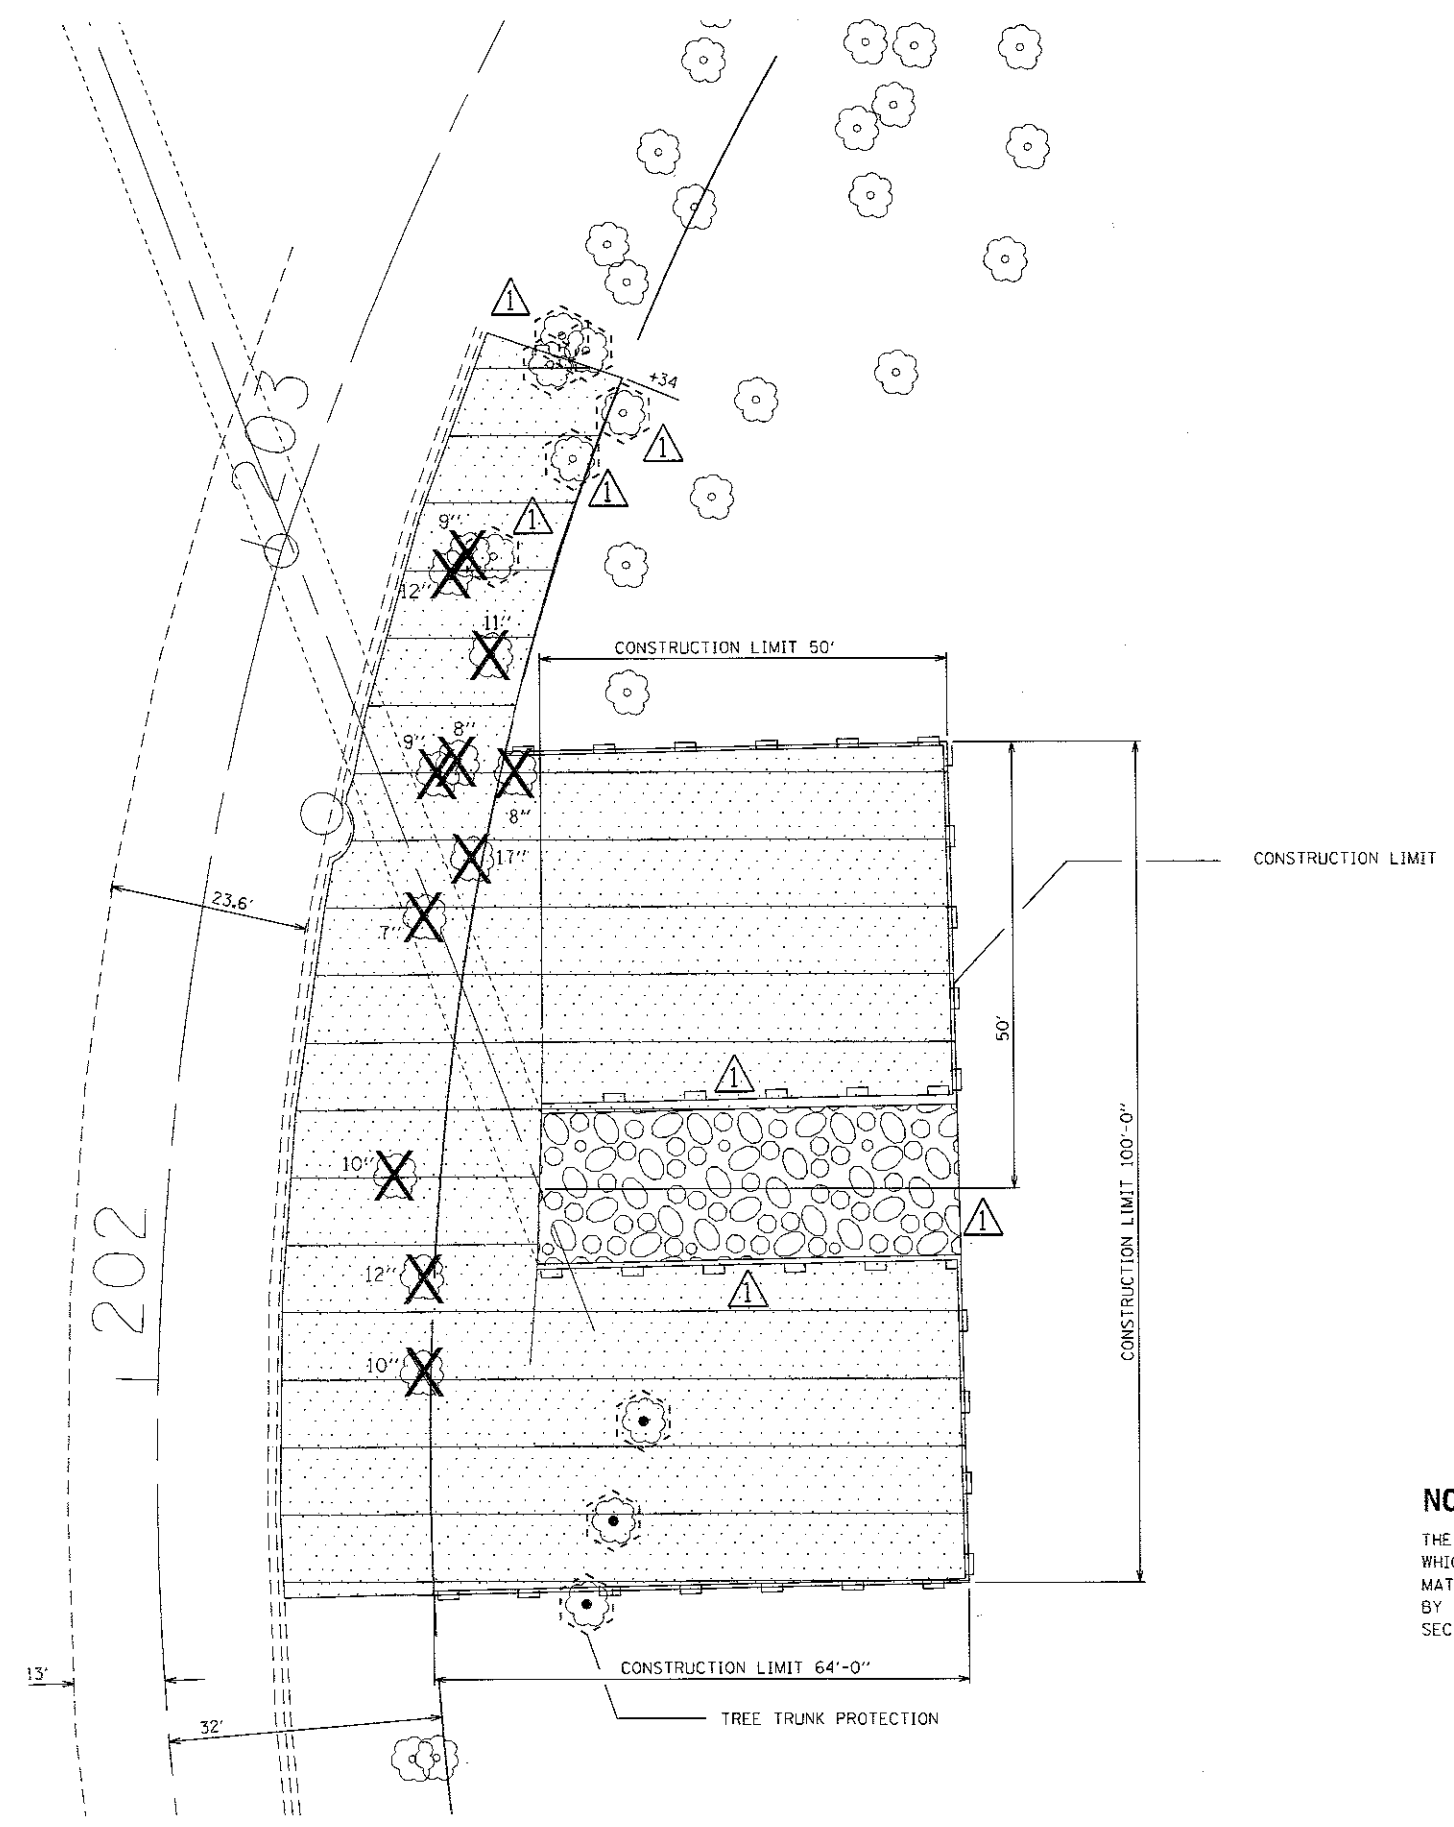 1
203
+34
1
1
1
9"
12"
11"
CONSTRUCTION LIMIT 50'
8"
9"
8"
17"
CONSTRUCTION LIMIT
23.6'
7"
50'
1
CONSTRUCTION LIMIT 100'-0"
10"
1
202
12"
1
10"
NO
THE
WHIC
MAT
BY
SEC
13'
CONSTRUCTION LIMIT 64'-0"
32'
TREE TRUNK PROTECTION